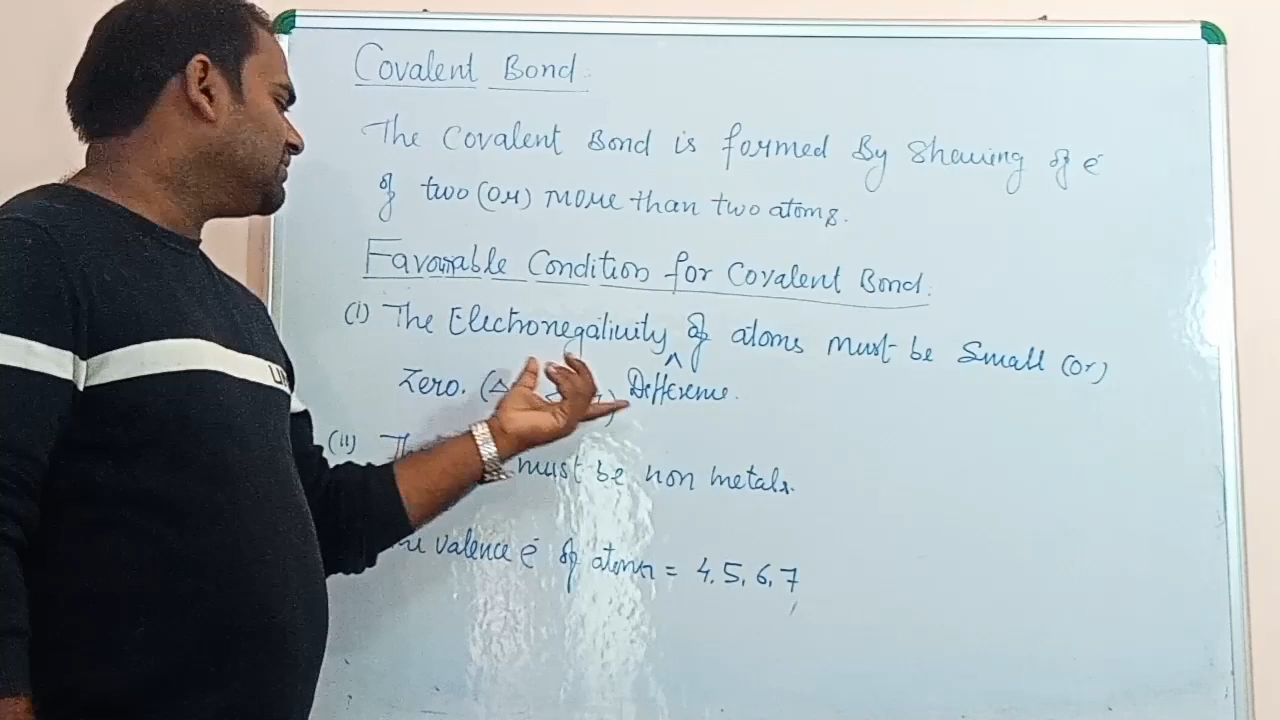 Covalent Bond:
The Covalent Bond is formed By Sharing of e-
of two (or) more than two atoms.
Favourable Condition for Covalent Bond.
(I) The Electronegativity ^ of atoms must be Small (or)
Zero. (Δ Difference.
(II) must be non metals.
valence e- of atoms = 4, 5, 6, 7